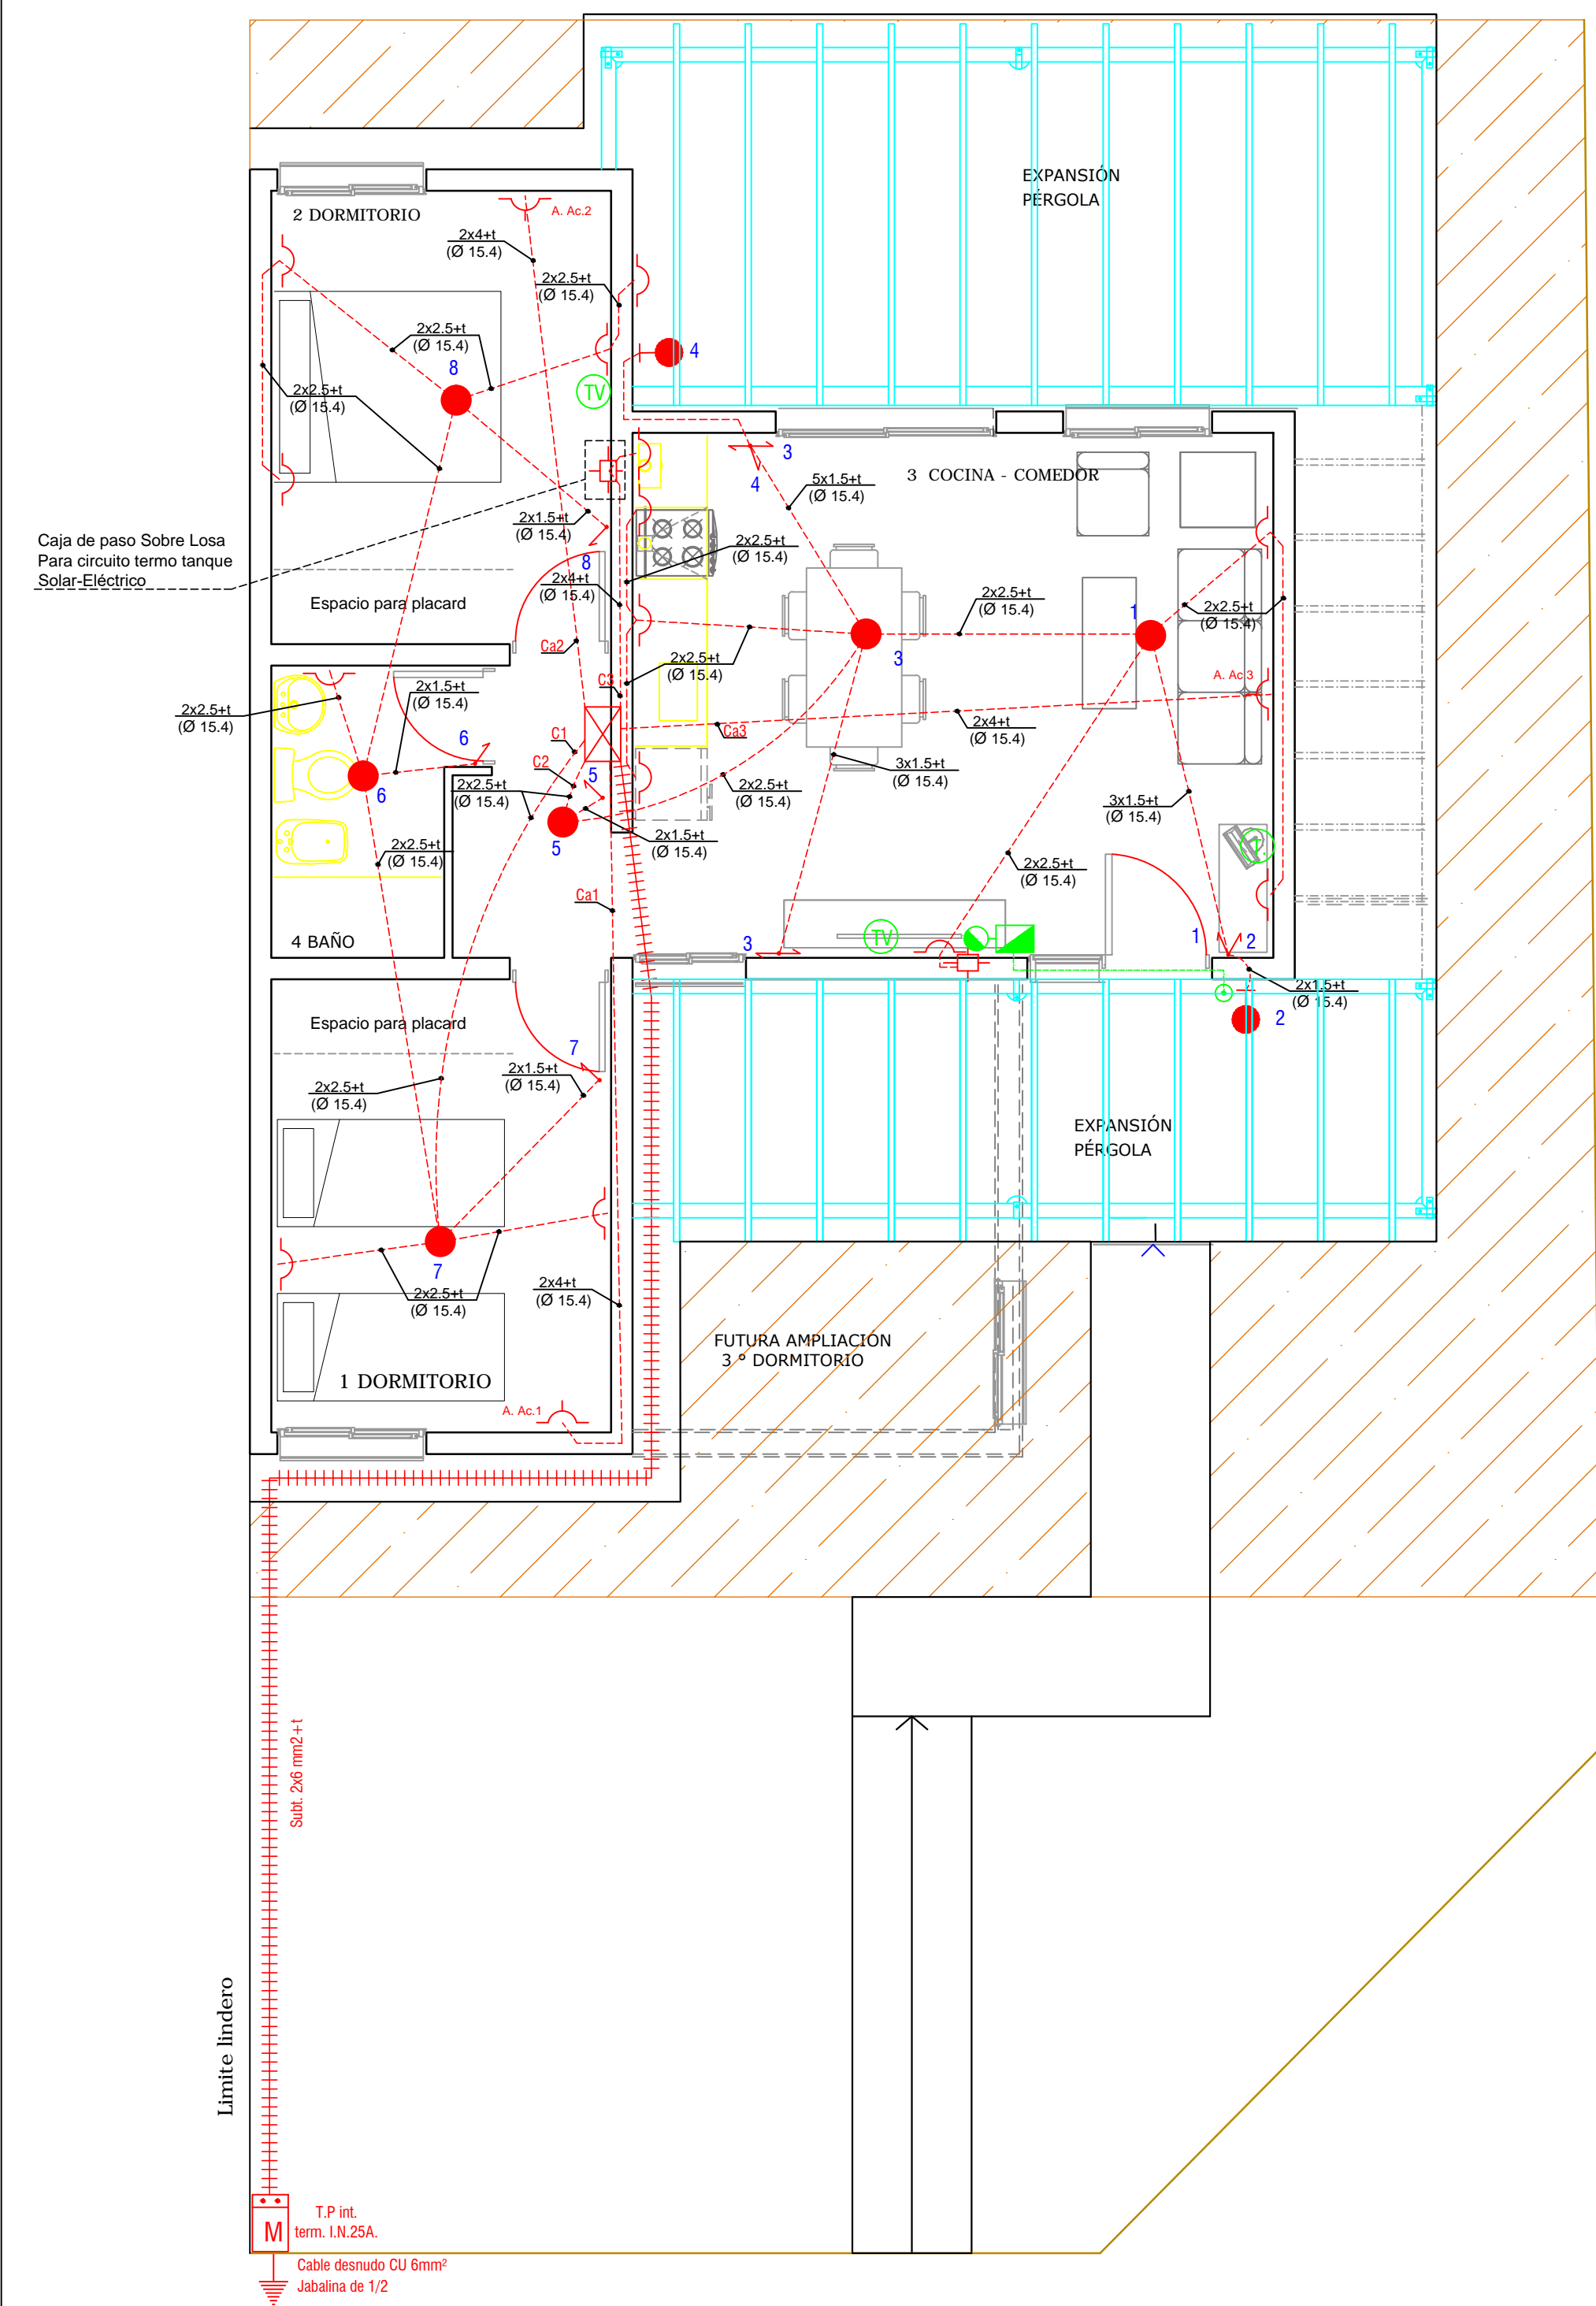 EXPANSIÓN
PÉRGOLA
2 DORMITORIO
A. Ac.2
2x4+t
(Ø 15.4)
2x2.5+t
(Ø 15.4)
2x2.5+t
(Ø 15.4)
8
4
TV
2x2.5+t
(Ø 15.4)
3
4
3 COCINA - COMEDOR
5x1.5+t
(Ø 15.4)
2x1.5+t
(Ø 15.4)
Caja de paso Sobre Losa
Para circuito termo tanque
Solar-Eléctrico
8
2x2.5+t
(Ø 15.4)
2x4+t
(Ø 15.4)
Espacio para placard
2x2.5+t
(Ø 15.4)
1
2x2.5+t
(Ø 15.4)
Ca2
3
2x2.5+t
(Ø 15.4)
A. Ac 3
C3
2x1.5+t
(Ø 15.4)
2x2.5+t
(Ø 15.4)
2x4+t
(Ø 15.4)
Ca3
C1
6
C2
5
3x1.5+t
(Ø 15.4)
6
2x2.5+t
(Ø 15.4)
2x2.5+t
(Ø 15.4)
3x1.5+t
(Ø 15.4)
5
2x1.5+t
(Ø 15.4)
2x2.5+t
(Ø 15.4)
2x2.5+t
(Ø 15.4)
Ca1
4 BAÑO
3
TV
1
2
2x1.5+t
(Ø 15.4)
2
Espacio para placard
7
2x1.5+t
(Ø 15.4)
2x2.5+t
(Ø 15.4)
EXPANSIÓN
PÉRGOLA
7
2x2.5+t
(Ø 15.4)
2x4+t
(Ø 15.4)
FUTURA AMPLIACION
3 º DORMITORIO
1 DORMITORIO
A. Ac.1
Subt. 2x6 mm2+t
Limite lindero
M
T.P int.
term. I.N.25A.
Cable desnudo CU 6mm²
Jabalina de 1/2